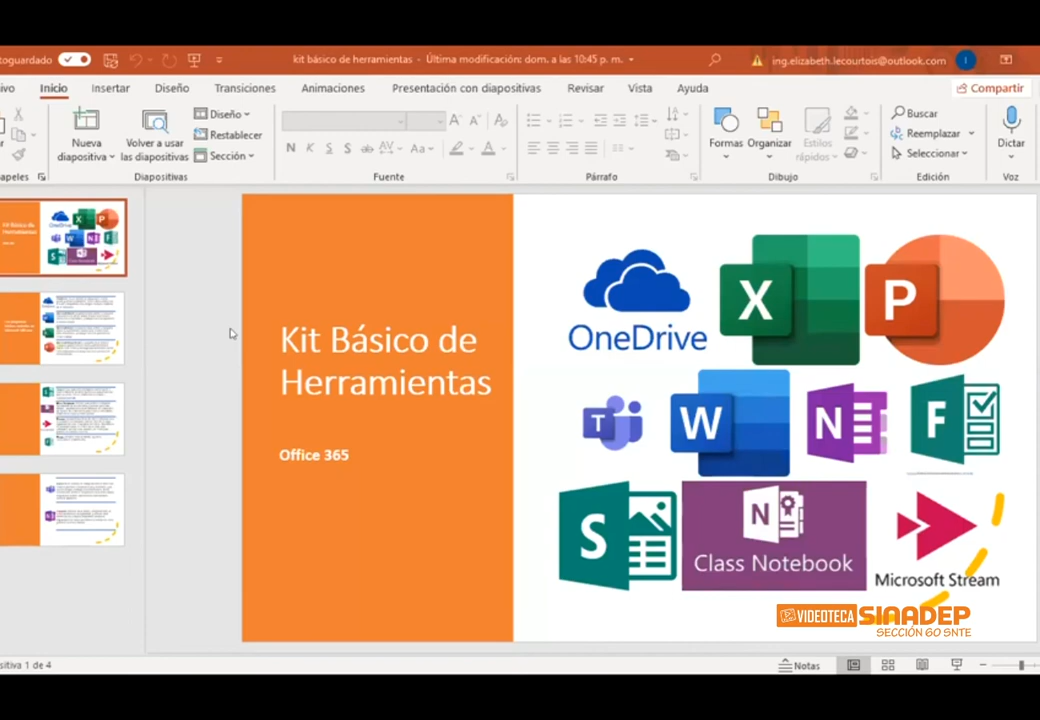 toguardado
kit básico de herramientas - Última modificación: dom. a las 10:45 p. m.
ing.elizabeth.lecourtois@outlook.com
ivo Inicio Insertar Diseño Transiciones Animaciones Presentación con diapositivas Revisar Vista Ayuda Compartir
Nueva diapositiva
Volver a usar las diapositivas
Diseño
Restablecer
Sección
N K S S ab AV Aa A
Formas
Organizar
Estilos rápidos
Buscar
Reemplazar
Seleccionar
Dictar
apeles Diapositivas Fuente Párrafo Dibujo Edición Voz
Kit Básico de
Herramientas
Office 365
OneDrive
X
P
T
W
N
F
S
N
Class Notebook
Microsoft Stream
VIDEOTECA SINADEP
SECCIÓN 60 SNTE
sitiva 1 de 4
Notas